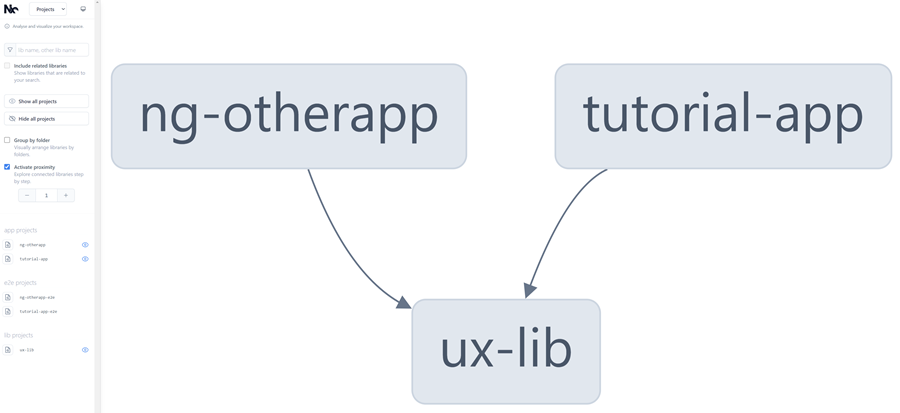 Nx
Projects
Analyse and visualize your workspace.
lib name, other lib name
Include related libraries
Show libraries that are related to
your search.
Show all projects
Hide all projects
Group by folder
Visually arrange libraries by
folders.
Activate proximity
Explore connected libraries step
by step.
1
app projects
ng-otherapp
tutorial-app
e2e projects
ng-otherapp-e2e
tutorial-app-e2e
lib projects
ux-lib
ng-otherapp
tutorial-app
ux-lib